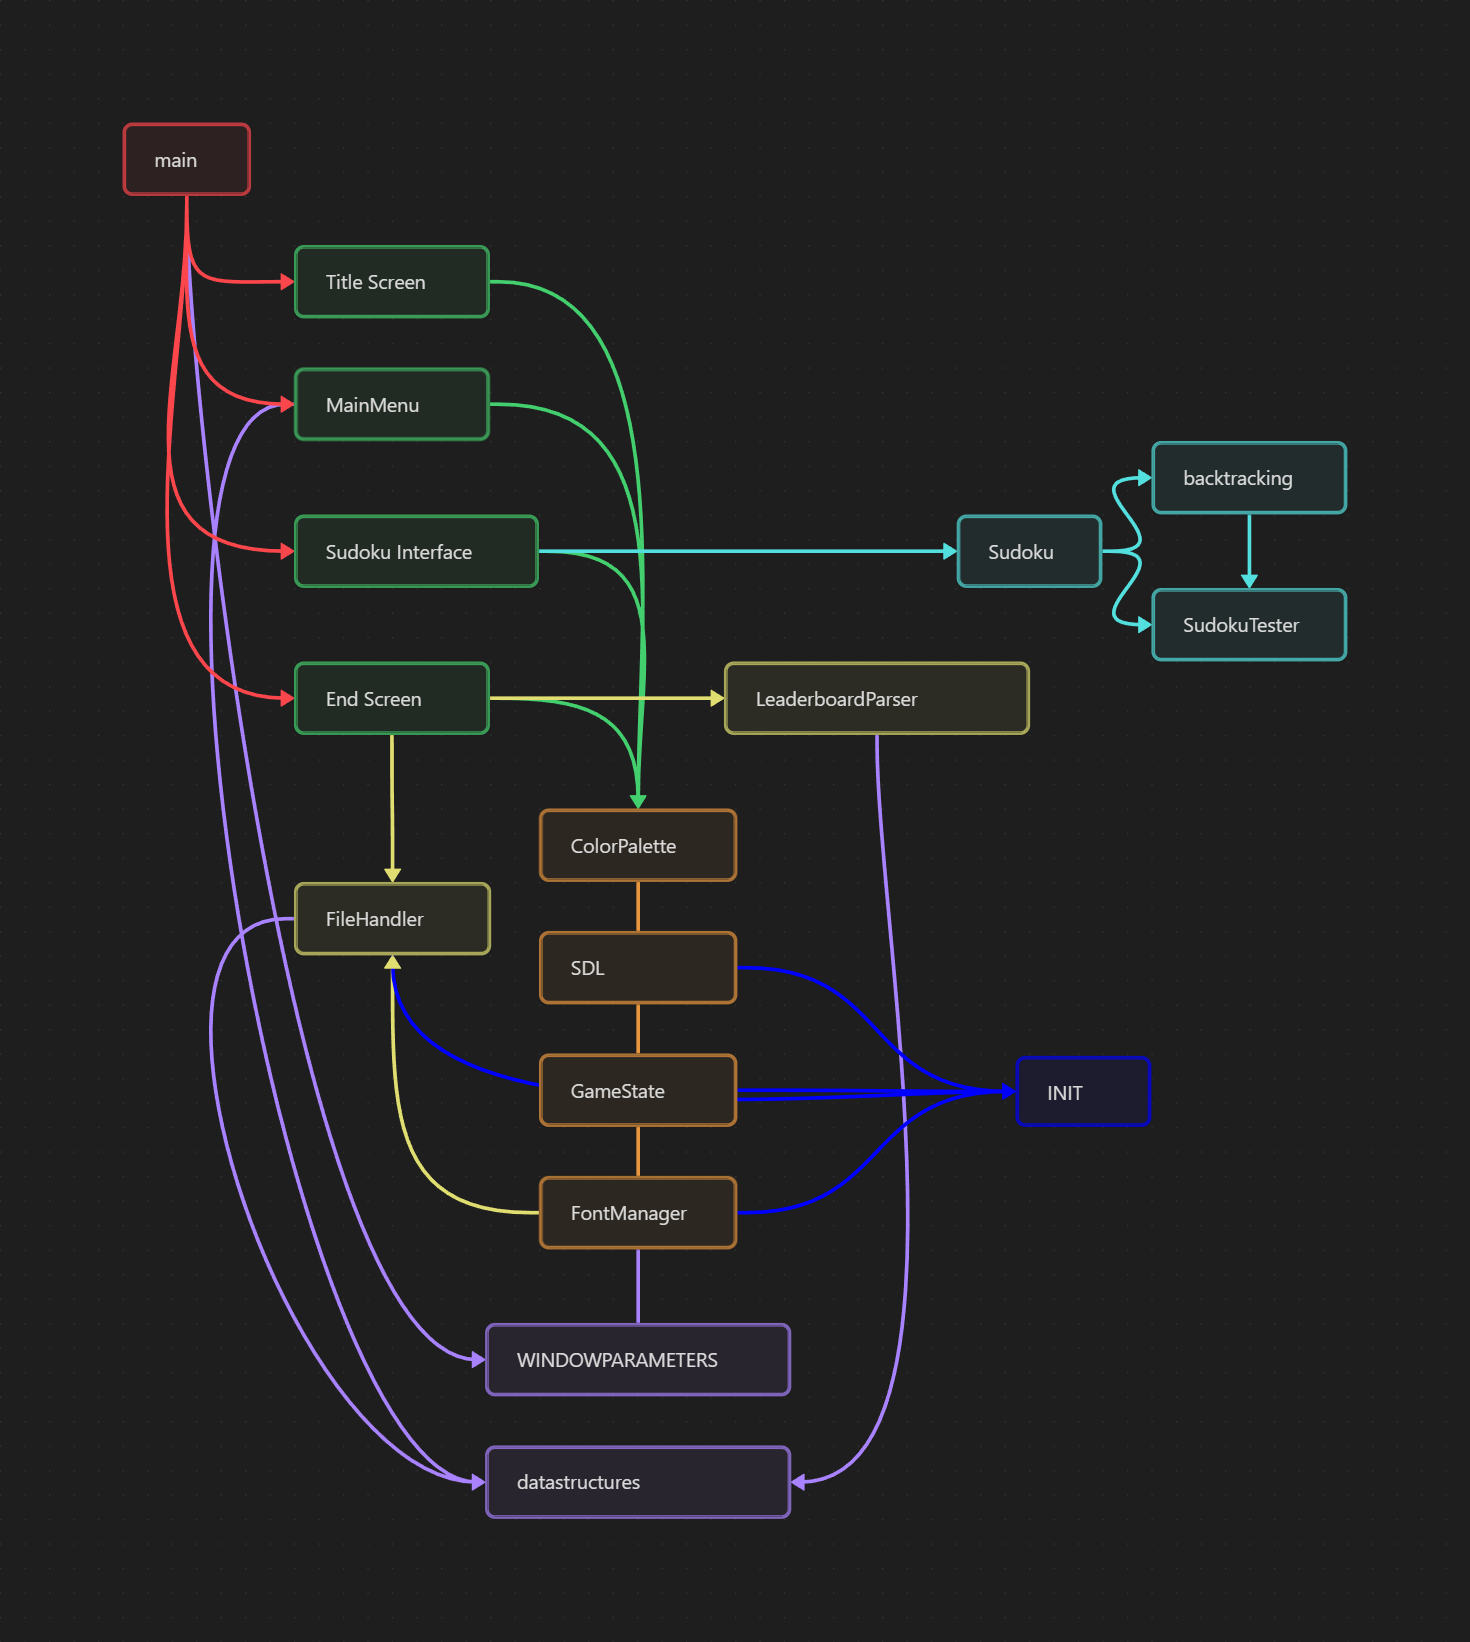 main
Title Screen
MainMenu
Sudoku Interface
Sudoku
backtracking
SudokuTester
End Screen
LeaderboardParser
ColorPalette
FileHandler
SDL
GameState
INIT
FontManager
WINDOWPARAMETERS
datastructures